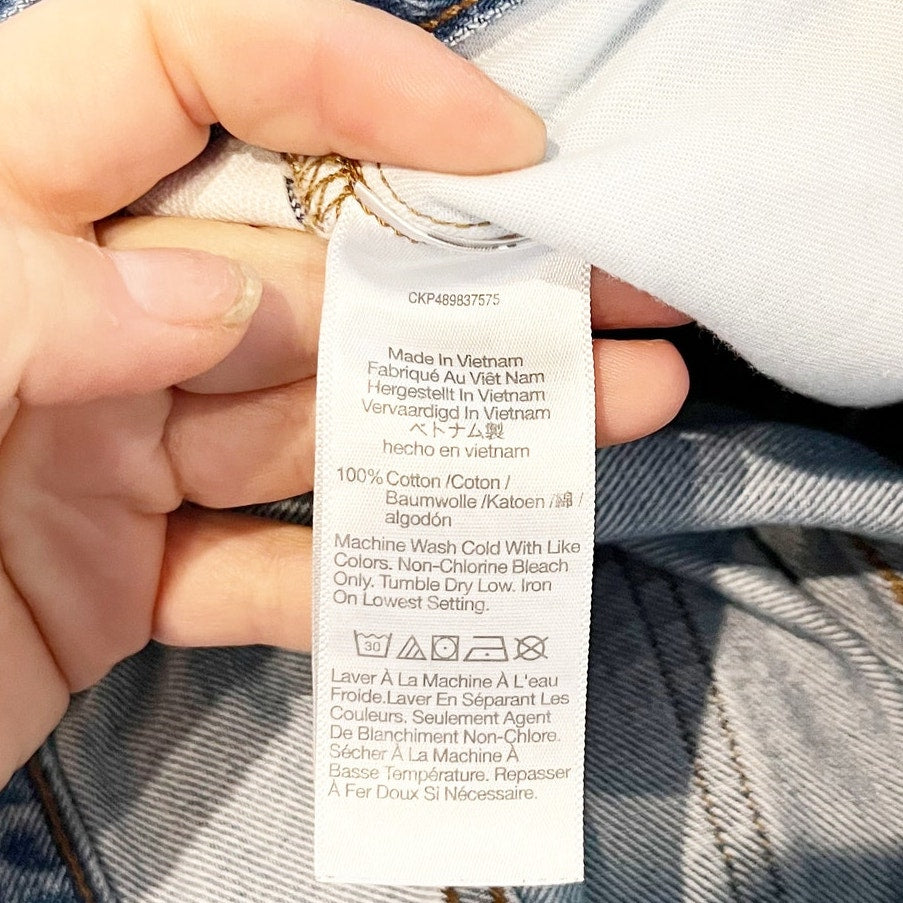 CKP489837575
Made In Vietnam
Fabriqué Au Viêt Nam
Hergestellt In Vietnam
Vervaardigd In Vietnam
ベトナム製
hecho en vietnam
100% Cotton /Coton /
Baumwolle /Katoen /綿 /
algodón
Machine Wash Cold With Like
Colors. Non-Chlorine Bleach
Only. Tumble Dry Low. Iron
On Lowest Setting.
30
Laver À La Machine À L'eau
Froide.Laver En Séparant Les
Couleurs. Seulement Agent
De Blanchiment Non-Chlore.
Sécher À La Machine À
Basse Température. Repasser
À Fer Doux Si Nécessaire.